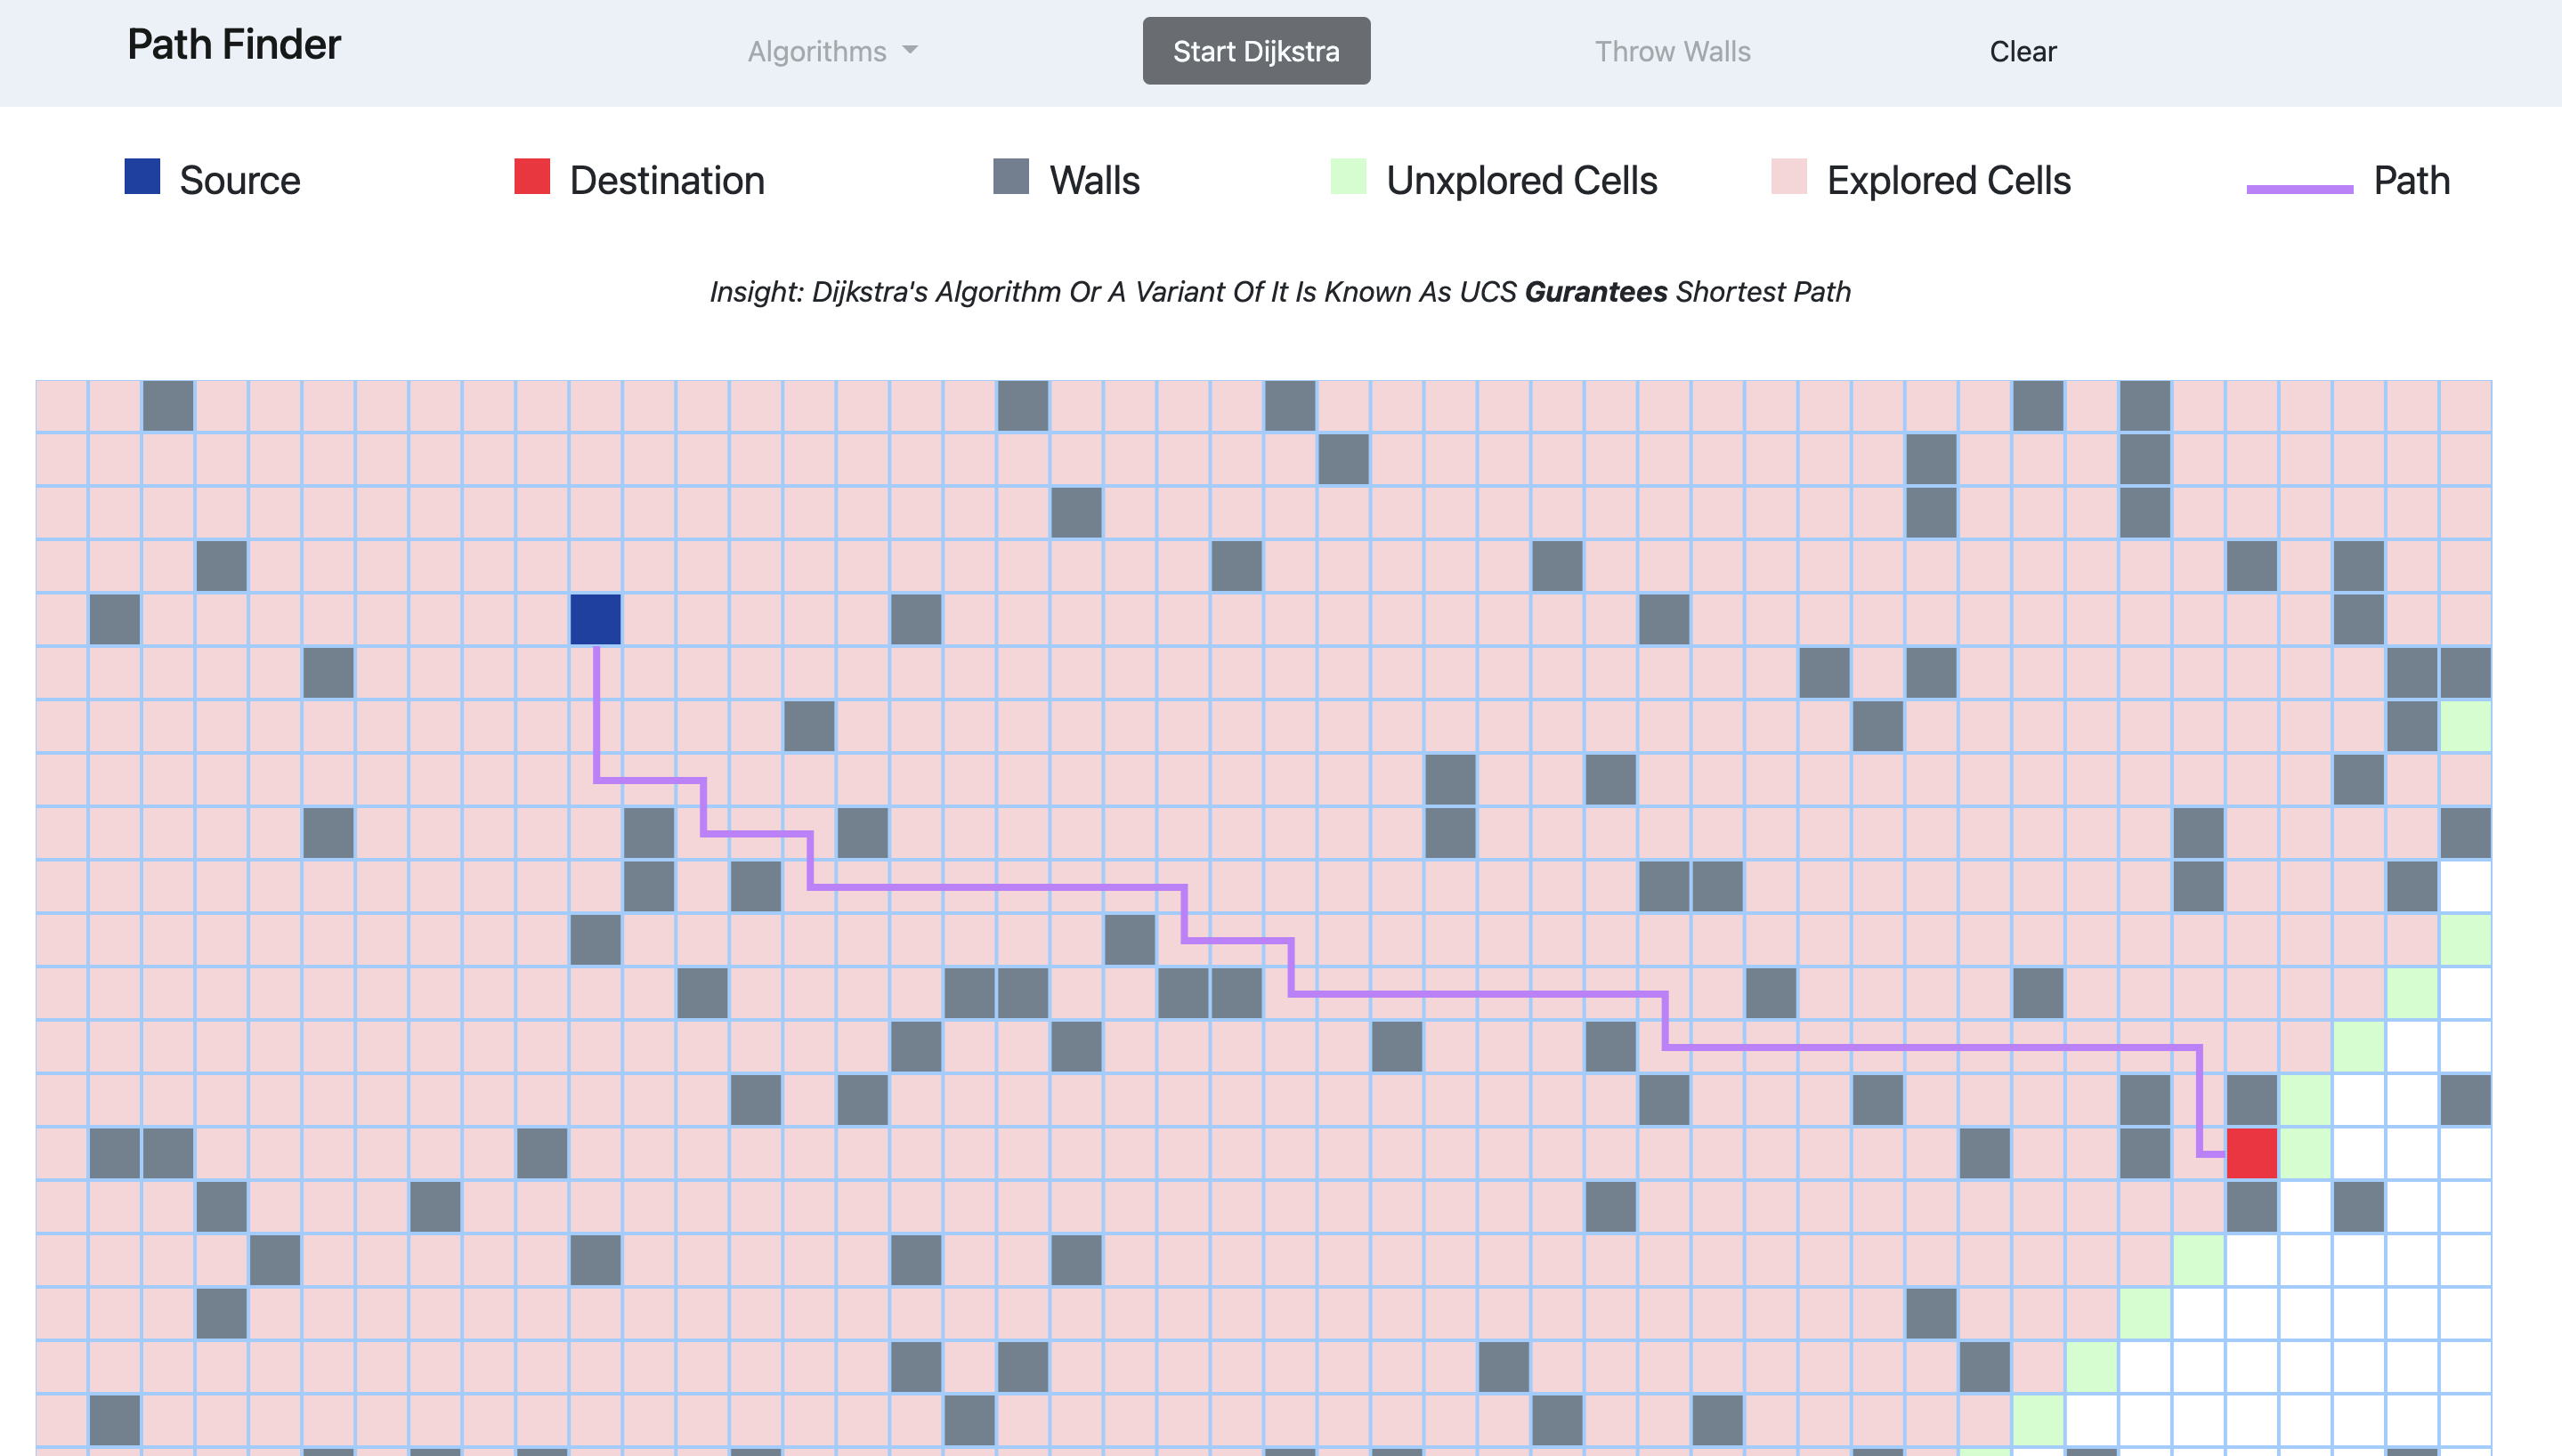 Path Finder
Algorithms
Start Dijkstra
Throw Walls
Clear
Source
Destination
Walls
Unxplored Cells
Explored Cells
Path
Insight: Dijkstra's Algorithm Or A Variant Of It Is Known As UCS Gurantees Shortest Path